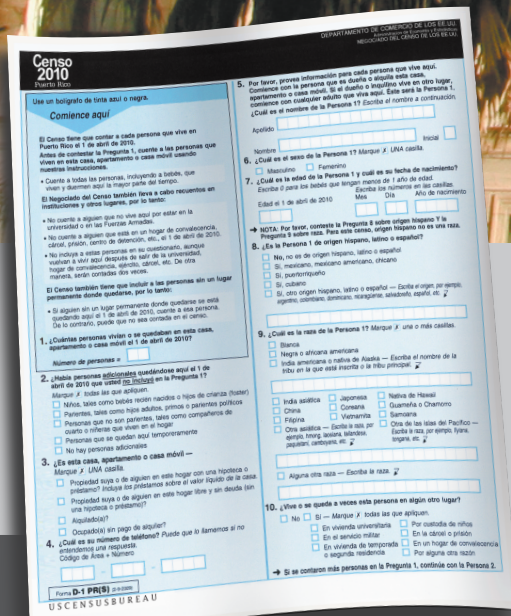 DEPARTAMENTO DE COMERCIO DE LOS EE.UU.
Administración de Economía y Estadísticas
NEGOCIADO DEL CENSO DE LOS EE.UU.
Censo
2010
Puerto Rico
Use un bolígrafo de tinta azul o negra.
Comience aquí
El Censo tiene que contar a cada persona que vive en
Puerto Rico el 1 de abril de 2010.
Antes de contestar la Pregunta 1, cuente a las personas que
viven en esta casa, apartamento o casa móvil usando
nuestras instrucciones.
• Cuente a todas las personas, incluyendo a bebés, que
viven y duermen aquí la mayor parte del tiempo.
El Negociado del Censo también lleva a cabo recuentos en
instituciones y otros lugares, por lo tanto:
• No cuente a alguien que no vive aquí por estar en la
universidad o en las Fuerzas Armadas.
• No cuente a alguien que está en un hogar de convalecencia,
cárcel, prisión, centro de detención, etc., el 1 de abril de 2010.
• No incluya a estas personas en su cuestionario, aunque
vuelvan a vivir aquí después de salir de la universidad,
hogar de convalecencia, ejército, cárcel, etc. De otra
manera, serán contadas dos veces.
El Censo también tiene que incluir a las personas sin un lugar
permanente donde quedarse, por lo tanto:
• Si alguien sin un lugar permanente donde quedarse se está
quedando aquí el 1 de abril de 2010, cuente a esa persona.
De lo contrario, puede que no sea contada en el censo.
1. ¿Cuántas personas vivían o se quedaban en esta casa,
apartamento o casa móvil el 1 de abril de 2010?
Número de personas =
2. ¿Había personas adicionales quedándose aquí el 1 de
abril de 2010 que usted no incluyó en la Pregunta 1?
Marque X todas las que apliquen.
Niños, tales como bebés recién nacidos o hijos de crianza (foster)
Parientes, tales como hijos adultos, primos o parientes políticos
Personas que no son parientes, tales como compañeros de
cuarto o niñeras que viven en el hogar
Personas que se quedan aquí temporeramente
No hay personas adicionales
3. ¿Es esta casa, apartamento o casa móvil —
Marque X UNA casilla.
Propiedad suya o de alguien en este hogar con una hipoteca o
préstamo? Incluya los préstamos sobre el valor líquido de la casa.
Propiedad suya o de alguien en este hogar libre y sin deuda (sin
una hipoteca o préstamo)?
Alquilado(a)?
Ocupado(a) sin pago de alquiler?
4. ¿Cuál es su número de teléfono? Puede que lo llamemos si no
entendemos una respuesta.
Código de Área + Número
Forma D-1 PR(S)
USCENSUSBUREAU
5. Por favor, provea información para cada persona que vive aquí.
Comience con la persona que es dueña o alquila esta casa,
apartamento o casa móvil. Si el dueño o inquilino vive en otro lugar,
comience con cualquier adulto que viva aquí. Este será la Persona 1.
¿Cuál es el nombre de la Persona 1? Escriba el nombre a continuación.
Apellido
Nombre
Inicial
6. ¿Cuál es el sexo de la Persona 1? Marque X UNA casilla.
Masculino Femenino
7. ¿Cuál es la edad de la Persona 1 y cuál es su fecha de nacimiento?
Escriba 0 para los bebés que tengan menos de 1 año de edad.
Escriba los números en las casillas.
Edad el 1 de abril de 2010 Mes Día Año de nacimiento
➔ NOTA: Por favor, conteste la Pregunta 8 sobre origen hispano Y la
Pregunta 9 sobre raza. Para este censo, origen hispano no es una raza.
8. ¿Es la Persona 1 de origen hispano, latino o español?
No, no es de origen hispano, latino o español
Sí, mexicano, mexicano americano, chicano
Sí, puertorriqueño
Sí, cubano
Sí, otro origen hispano, latino o español — Escriba el origen, por ejemplo,
argentino, colombiano, dominicano, nicaragüense, salvadoreño, español, etc.
9. ¿Cuál es la raza de la Persona 1? Marque X una o más casillas.
Blanca
Negra o africana americana
India americana o nativa de Alaska — Escriba el nombre de la
tribu en la que está inscrita o la tribu principal.
India asiática Japonesa Nativa de Hawaii
China Coreana Guameña o Chamorro
Filipina Vietnamita Samoana
Otra asiática — Escriba la raza, por
ejemplo, hmong, laosiana, tailandesa,
paquistaní, camboyana, etc.
Otra de las islas del Pacífico —
Escriba la raza, por ejemplo, fiyiana,
tongana, etc.
Alguna otra raza — Escriba la raza.
10. ¿Vive o se queda a veces esta persona en algún otro lugar?
No Sí — Marque X todas las que apliquen.
En vivienda universitaria Por custodia de niños
En el servicio militar En la cárcel o prisión
En vivienda de temporada En un hogar de convalecencia
o segunda residencia Por alguna otra razón
➔ Si se contaron más personas en la Pregunta 1, continúe con la Persona 2.